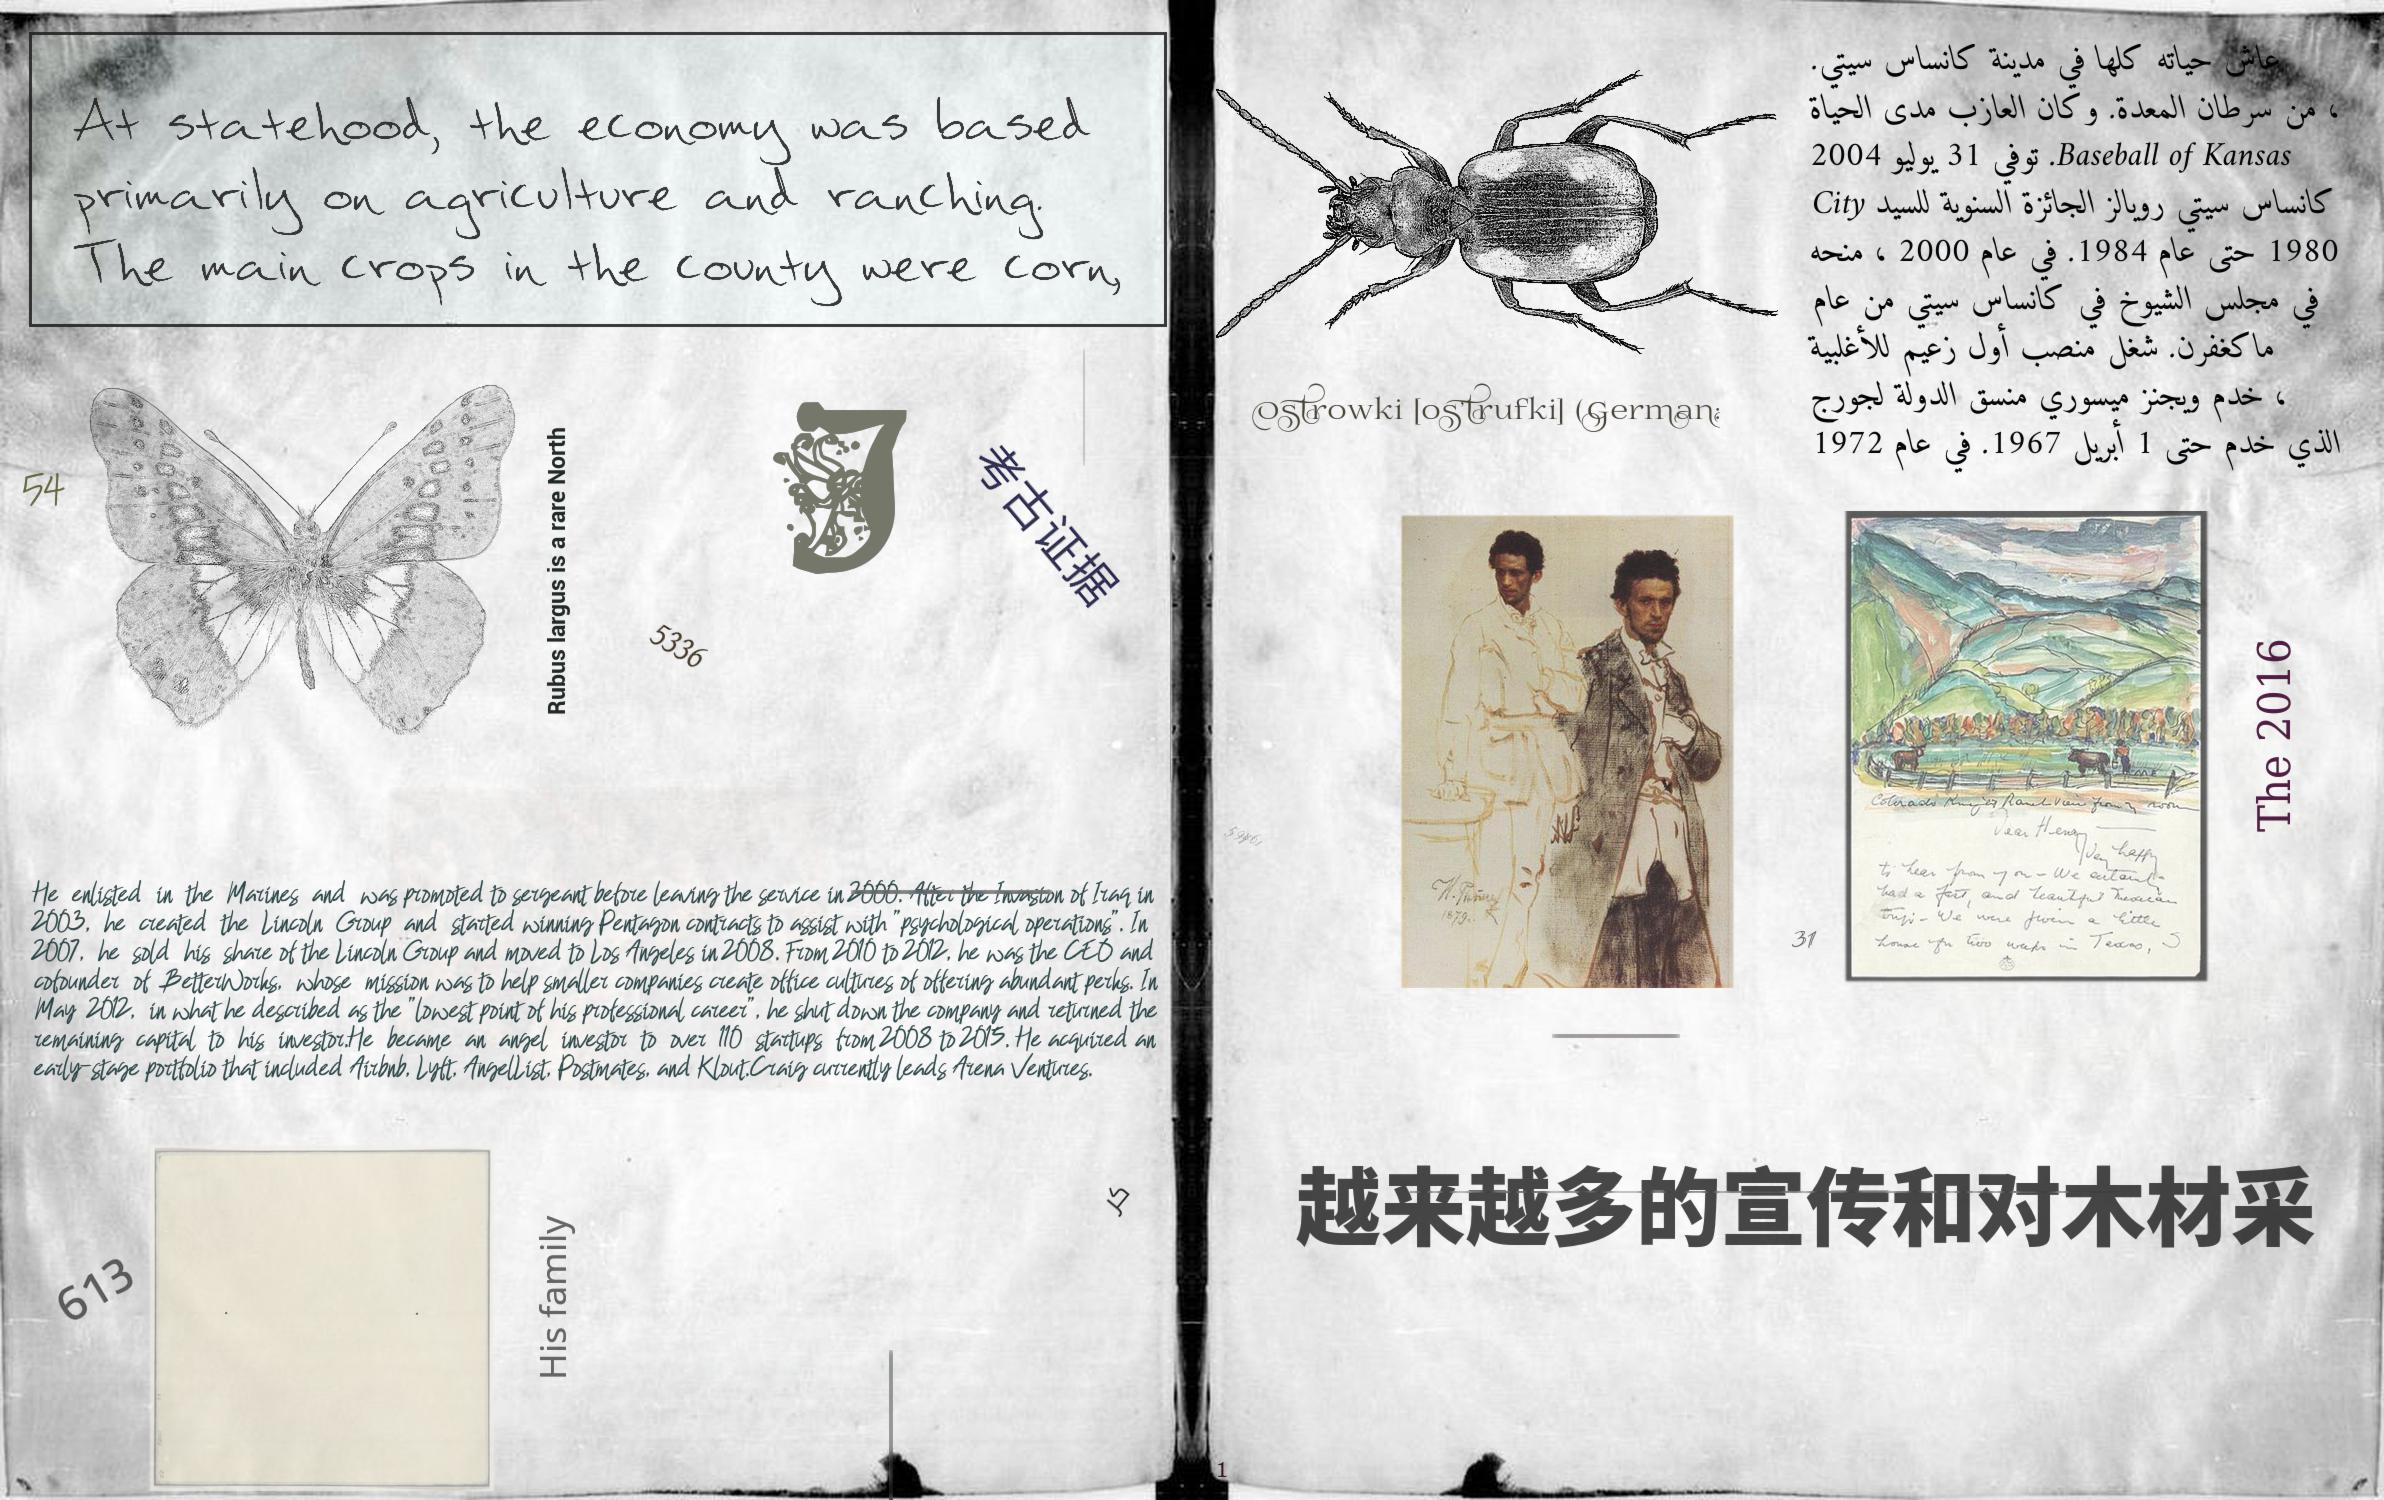 At statehood, the economy was based
primarily on agriculture and ranching.
The main crops in the county were corn,
54
Rubus largus is a rare North
J
考古证据
5336
He enlisted in the Marines and was promoted to sergeant before leaving the service in 2000. After the Invasion of Iraq in
2003, he created the Lincoln Group and started winning Pentagon contracts to assist with "psychological operations". In
2007, he sold his share of the Lincoln Group and moved to Los Angeles in 2008. From 2010 to 2012, he was the CEO and
cofounder of BetterWorks, whose mission was to help smaller companies create office cultures of offering abundant perks. In
May 2012, in what he described as the "lowest point of his professional career", he shut down the company and returned the
remaining capital to his investor.He became an angel investor to over 110 startups from 2008 to 2015. He acquired an
early-stage portfolio that included Airbnb, Lyft, AngelList, Postmates, and Klout.Craig currently leads Arena Ventures.
613
His family
15
عاش حياته كلها في مدينة كانساس سيتي.
، من سرطان المعدة. وكان العازب مدى الحياة
Baseball of Kansas. توفي 31 يوليو 2004
كانساس سيتي رويالز الجائزة السنوية للسيد City
1980 حتى عام 1984. في عام 2000 ، منحه
في مجلس الشيوخ في كانساس سيتي من عام
ماكغفرن. شغل منصب أول زعيم للأغلبية
، خدم ويجنز ميسوري منسق الدولة لجورج
الذي خدم حتى 1 أبريل 1967. في عام 1972
Ostrowki [ostrufki] (German:
1879
The 2016
Colorado Ranch view from my room
Dear Henry
Very happy
to hear from you - We certainly
had a fast, and beautiful Mexican
trip - We were given a little
house for two weeks in Texas,
31
越来越多的宣传和对木材采
1